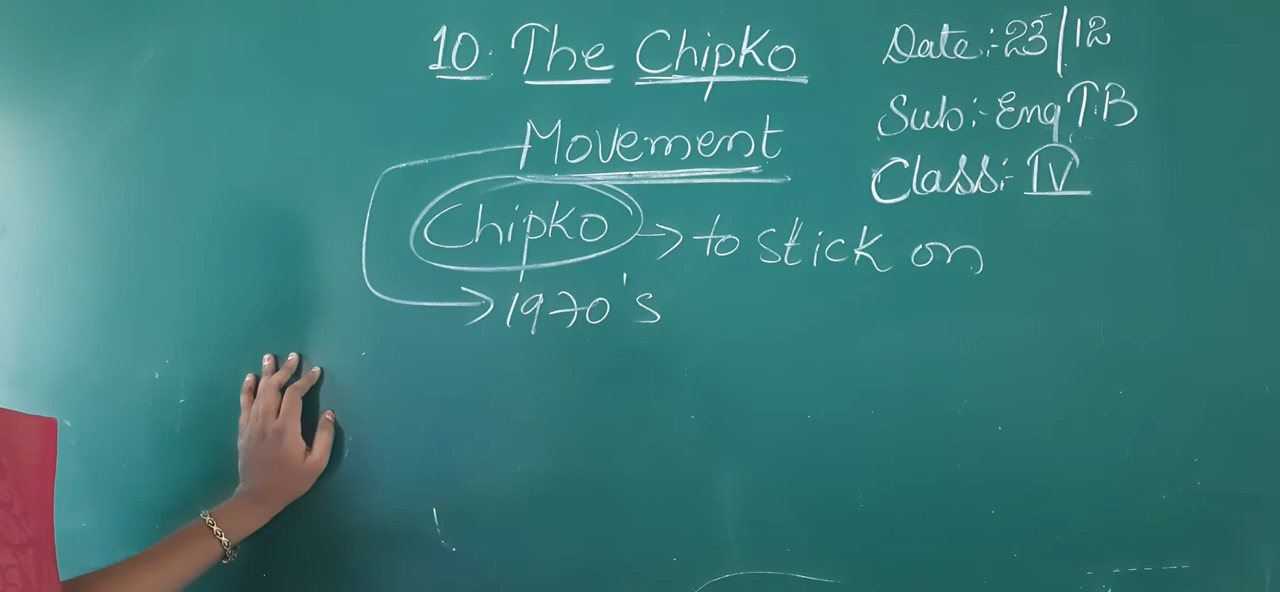 10. The Chipko
Movement
Chipko → to stick on
→ 1970's
Date:- 23/12
Sub:- Eng T.B
Class:- IV